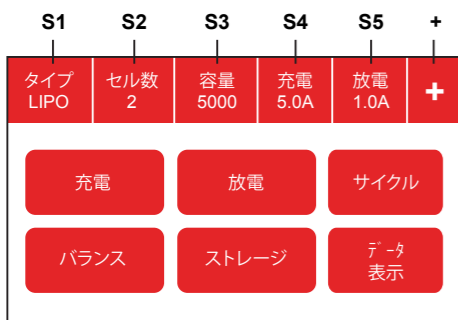 S1 S2 S3 S4 S5 +
タイプ セル数 容量 充電 放電 +
LIPO 2 5000 5.0A 1.0A
充電 放電 サイクル
バランス ストレージ ﾃﾞｰﾀ
表示